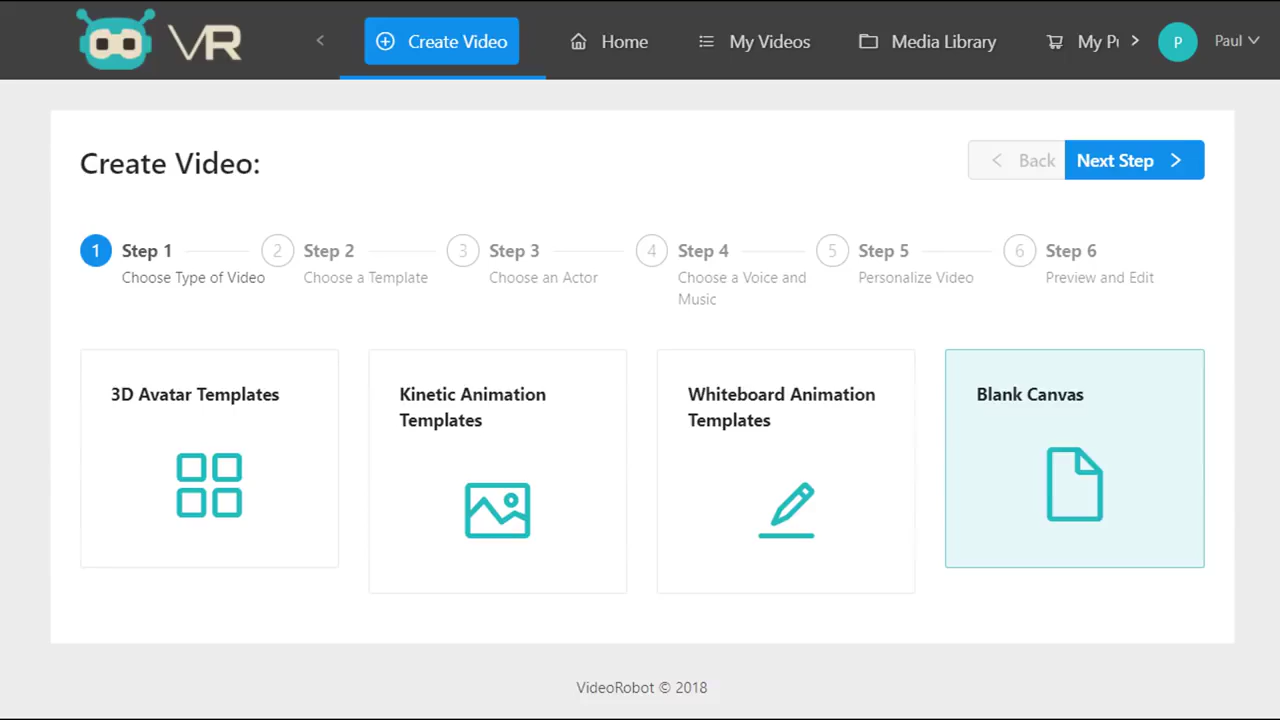 VR
Create Video
Home
My Videos
Media Library
My P
P
Paul
Create Video:
Back
Next Step
1 Step 1
Choose Type of Video
2 Step 2
Choose a Template
3 Step 3
Choose an Actor
4 Step 4
Choose a Voice and
Music
5 Step 5
Personalize Video
6 Step 6
Preview and Edit
3D Avatar Templates
Kinetic Animation
Templates
Whiteboard Animation
Templates
Blank Canvas
VideoRobot © 2018